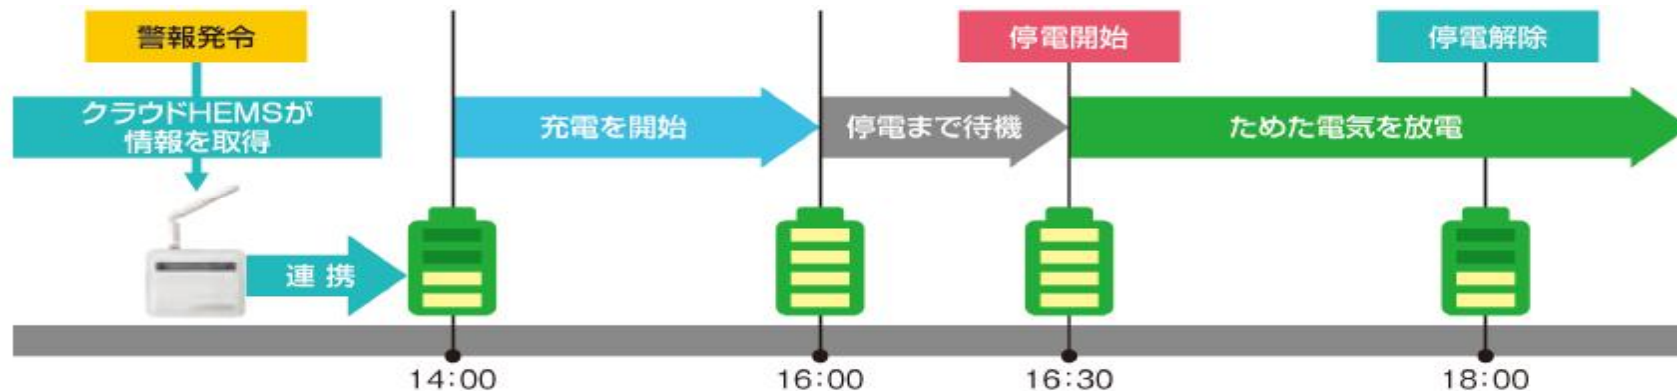 警報発令
クラウドHEMSが
情報を取得
連携
充電を開始
停電まで待機
停電開始
ためた電気を放電
停電解除
14:00
16:00
16:30
18:00